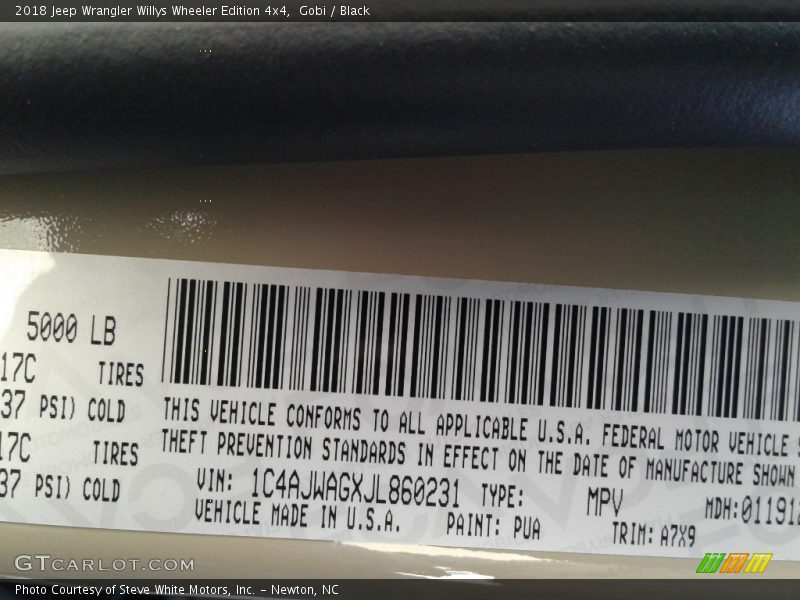 2018 Jeep Wrangler Willys Wheeler Edition 4x4, Gobi / Black
5000 LB
17C TIRES
37 PSI) COLD
17C TIRES
37 PSI) COLD
THIS VEHICLE CONFORMS TO ALL APPLICABLE U.S.A. FEDERAL MOTOR VEHICLE
THEFT PREVENTION STANDARDS IN EFFECT ON THE DATE OF MANUFACTURE SHOWN
VIN: 1C4AJWAGXJL860231 TYPE: MPV MDH:011912
VEHICLE MADE IN U.S.A. PAINT: PUA TRIM: A7X9
GTCARLOT.COM
Photo Courtesy of Steve White Motors, Inc. – Newton, NC